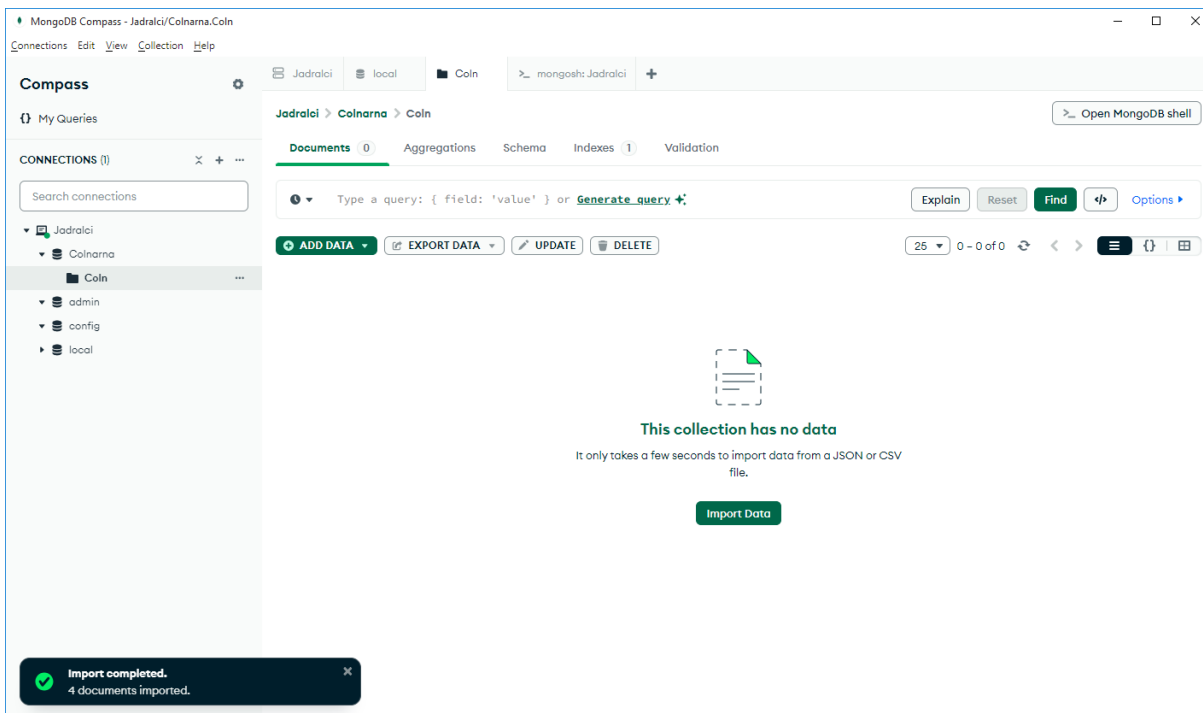 MongoDB Compass - Jadralci/Colnarna.Coln
Connections Edit View Collection Help
Compass
{} My Queries
CONNECTIONS (1)
Search connections
Jadralci
Colnarna
Coln
admin
config
local
Jadralci local Coln >_ mongosh: Jadralci +
Jadralci > Colnarna > Coln
>_ Open MongoDB shell
Documents 0 Aggregations Schema Indexes 1 Validation
Type a query: { field: 'value' } or Generate query
Explain Reset Find </> Options
ADD DATA EXPORT DATA UPDATE DELETE
25 0 – 0 of 0 {}
This collection has no data
It only takes a few seconds to import data from a JSON or CSV
file.
Import Data
Import completed.
4 documents imported.